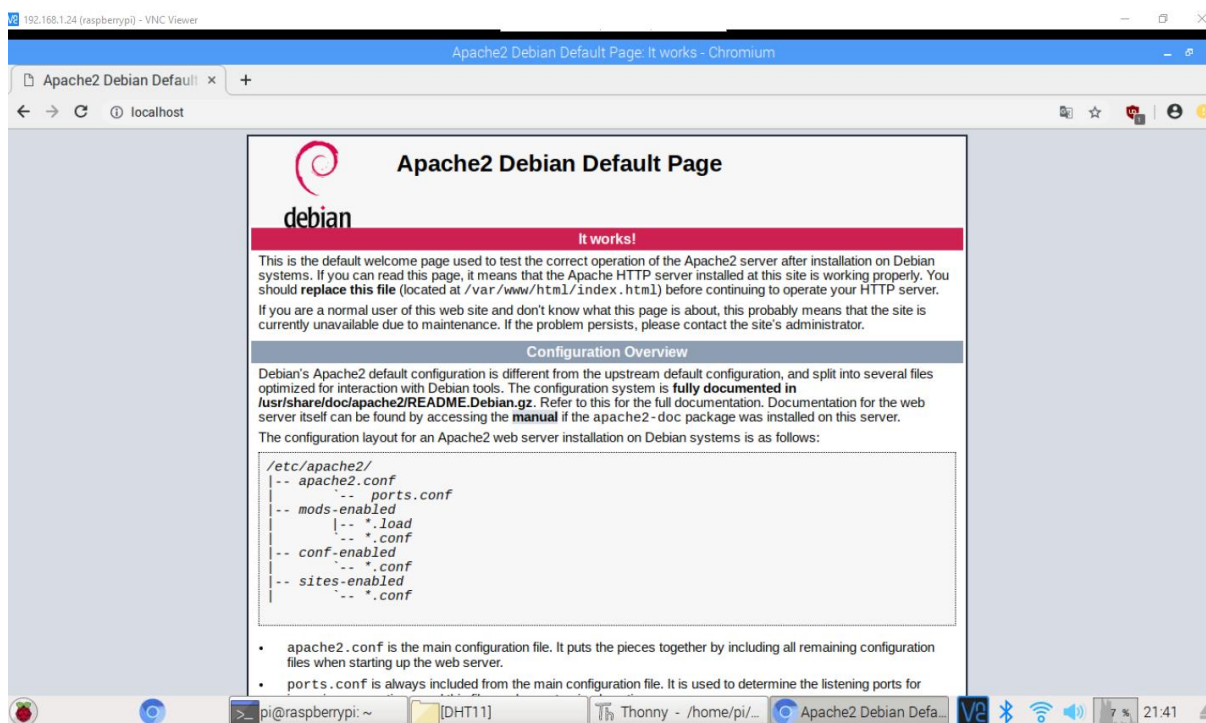 192.168.1.24 (raspberrypi) - VNC Viewer
Apache2 Debian Default Page: It works - Chromium
Apache2 Debian Default
localhost
1
debian
Apache2 Debian Default Page
It works!
This is the default welcome page used to test the correct operation of the Apache2 server after installation on Debian
systems. If you can read this page, it means that the Apache HTTP server installed at this site is working properly. You
should replace this file (located at /var/www/html/index.html) before continuing to operate your HTTP server.
If you are a normal user of this web site and don't know what this page is about, this probably means that the site is
currently unavailable due to maintenance. If the problem persists, please contact the site's administrator.
Configuration Overview
Debian's Apache2 default configuration is different from the upstream default configuration, and split into several files
optimized for interaction with Debian tools. The configuration system is fully documented in
/usr/share/doc/apache2/README.Debian.gz. Refer to this for the full documentation. Documentation for the web
server itself can be found by accessing the manual if the apache2-doc package was installed on this server.
The configuration layout for an Apache2 web server installation on Debian systems is as follows:
/etc/apache2/
|-- apache2.conf
|       `--  ports.conf
|-- mods-enabled
|       |-- *.load
|       `-- *.conf
|-- conf-enabled
|       `-- *.conf
|-- sites-enabled
|       `-- *.conf
• apache2.conf is the main configuration file. It puts the pieces together by including all remaining configuration
files when starting up the web server.
• ports.conf is always included from the main configuration file. It is used to determine the listening ports for
pi@raspberrypi: ~
[DHT11]
Thonny - /home/pi/...
Apache2 Debian Defa...
7 %
21:41